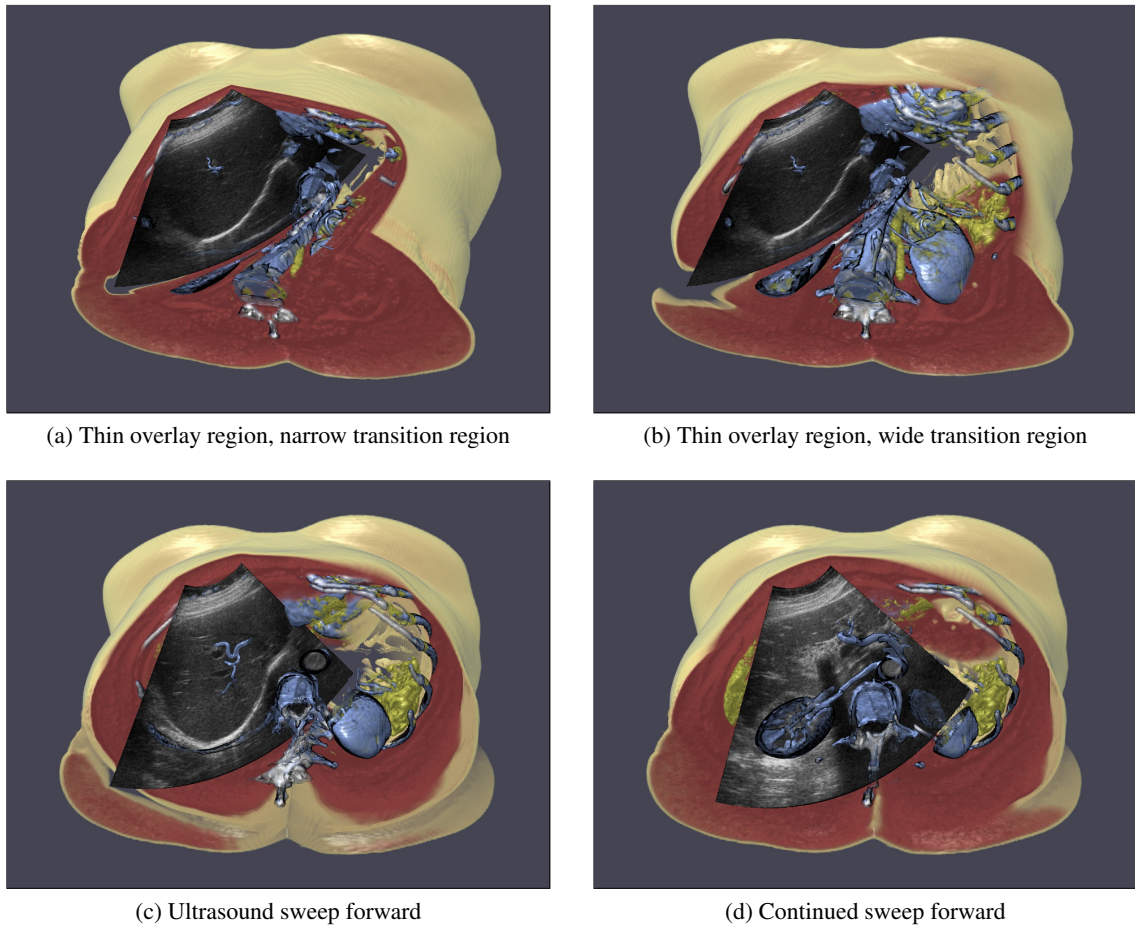 (a) Thin overlay region, narrow transition region
(b) Thin overlay region, wide transition region
(c) Ultrasound sweep forward
(d) Continued sweep forward